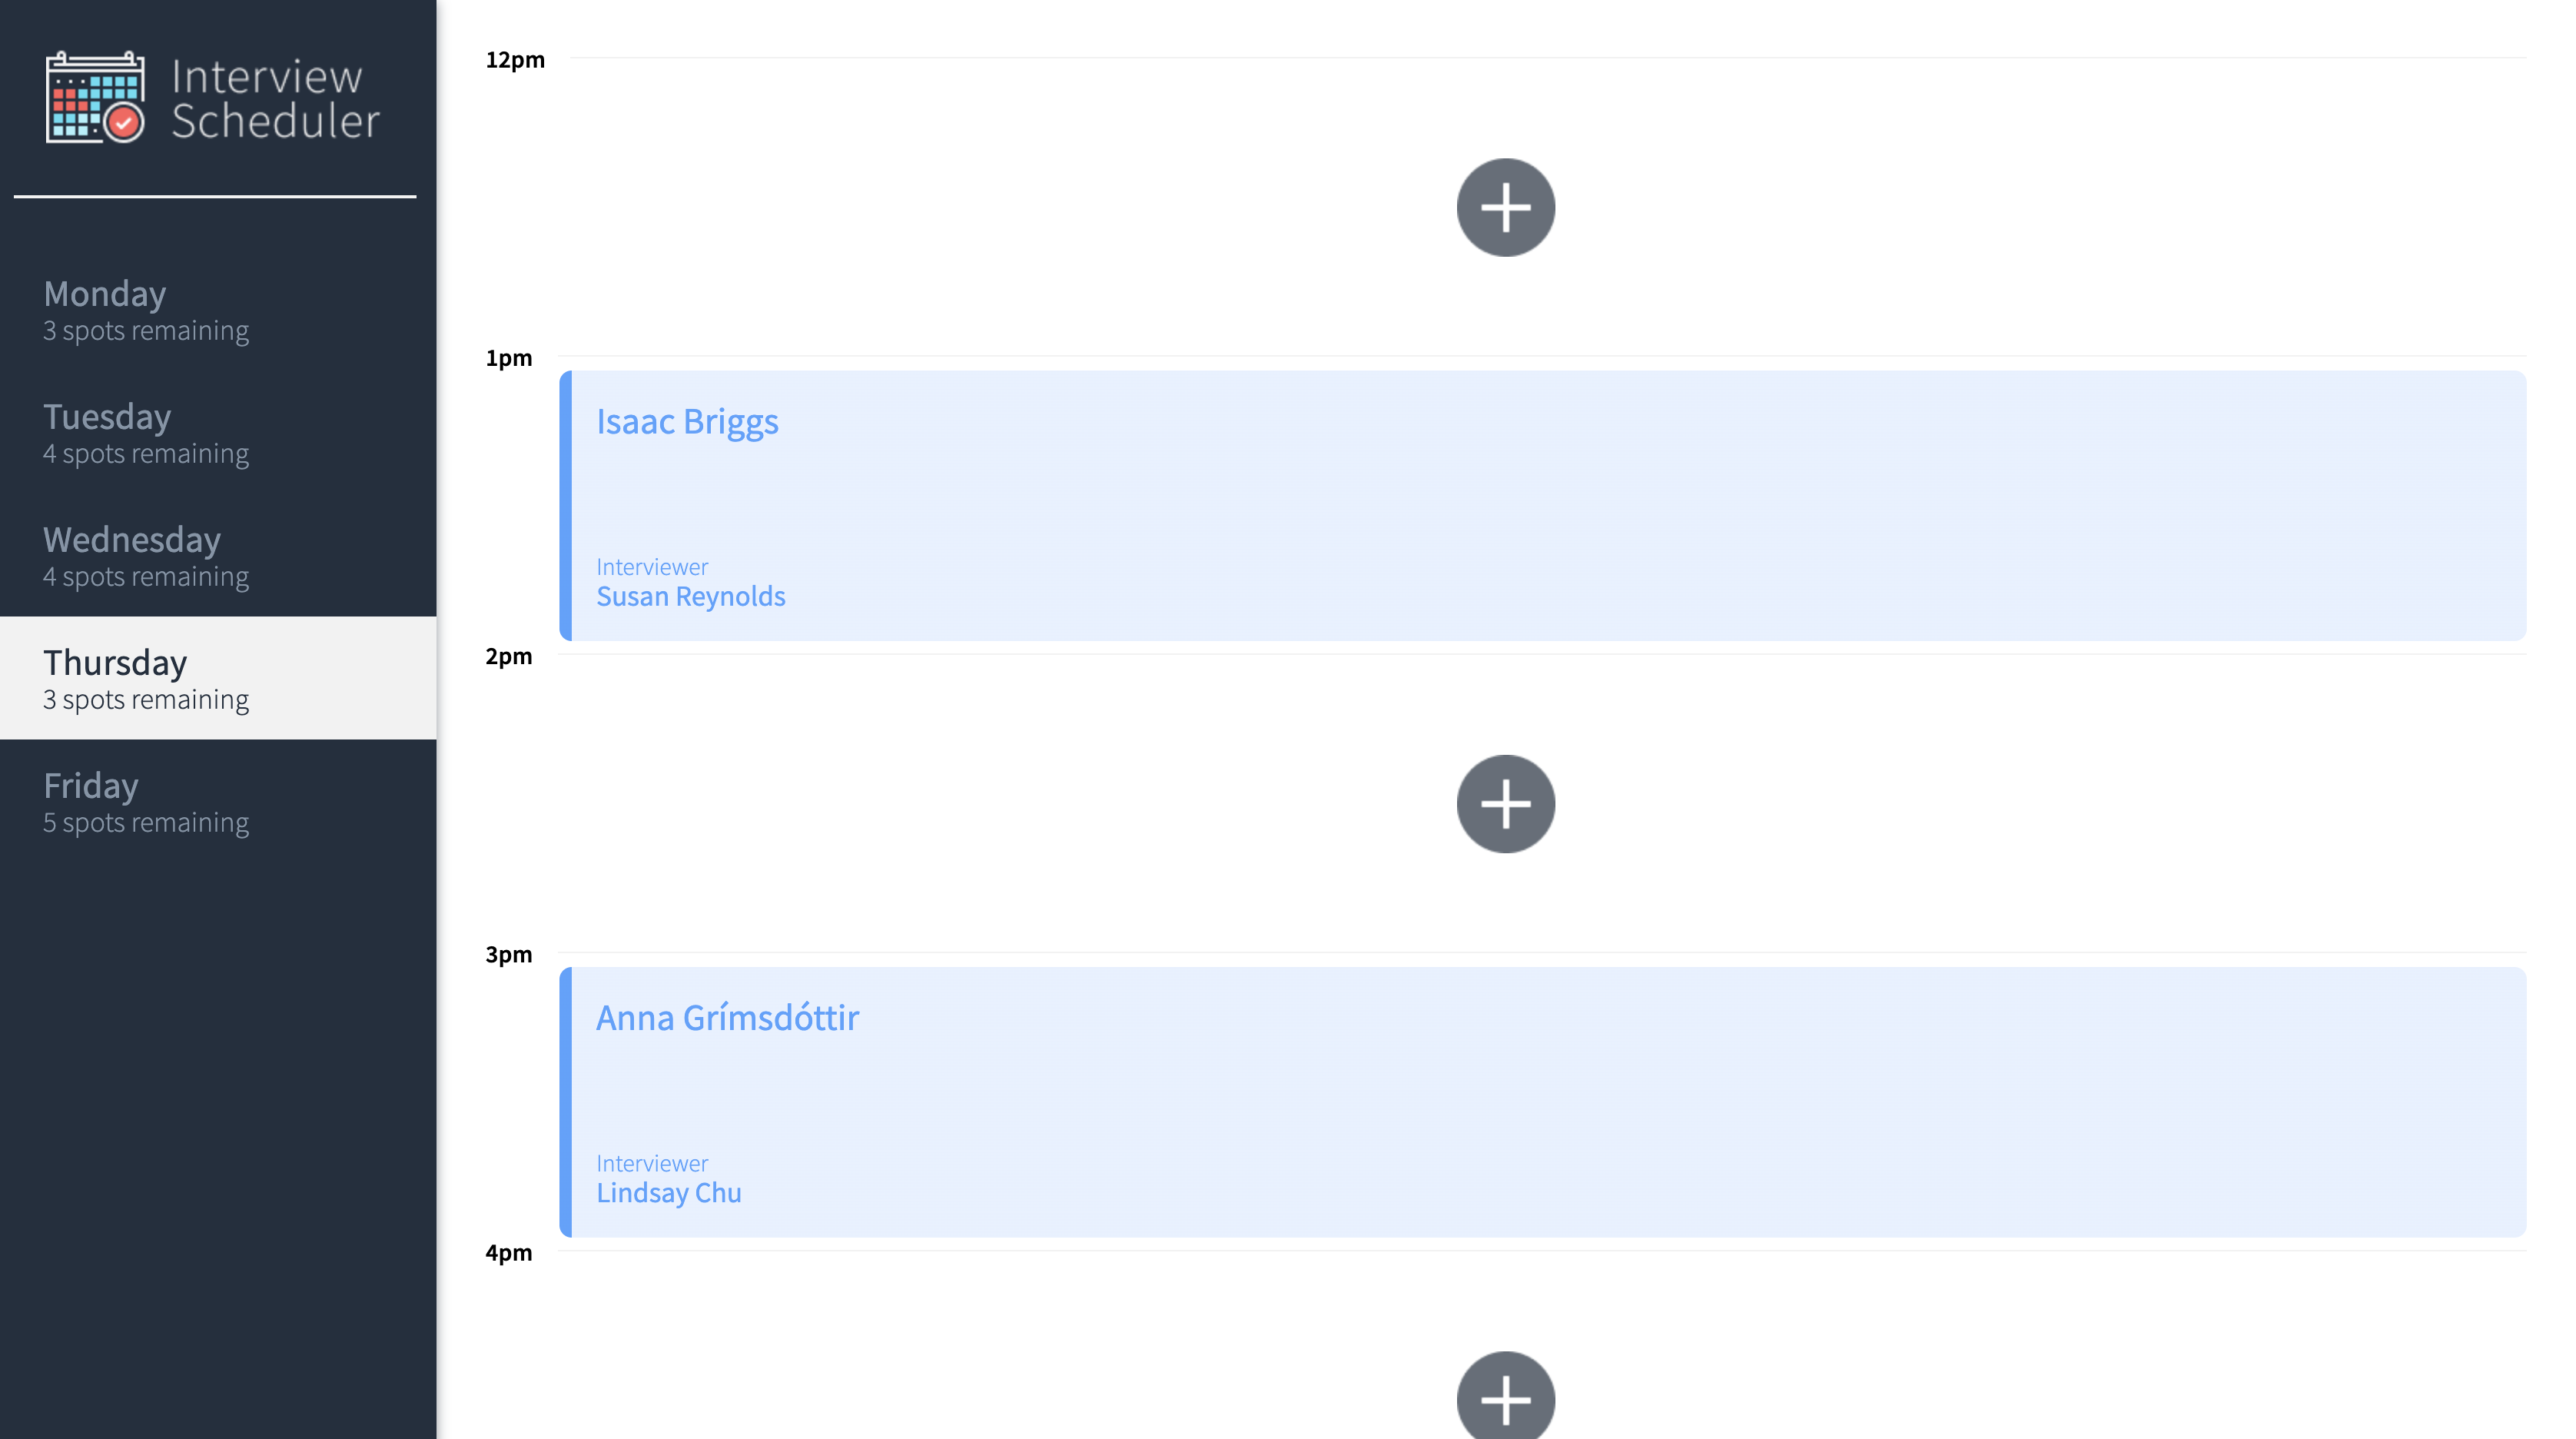 Interview
Scheduler
Monday
3 spots remaining
Tuesday
4 spots remaining
Wednesday
4 spots remaining
Thursday
3 spots remaining
Friday
5 spots remaining
12pm
1pm
Isaac Briggs
Interviewer
Susan Reynolds
2pm
3pm
Anna Grímsdóttir
Interviewer
Lindsay Chu
4pm